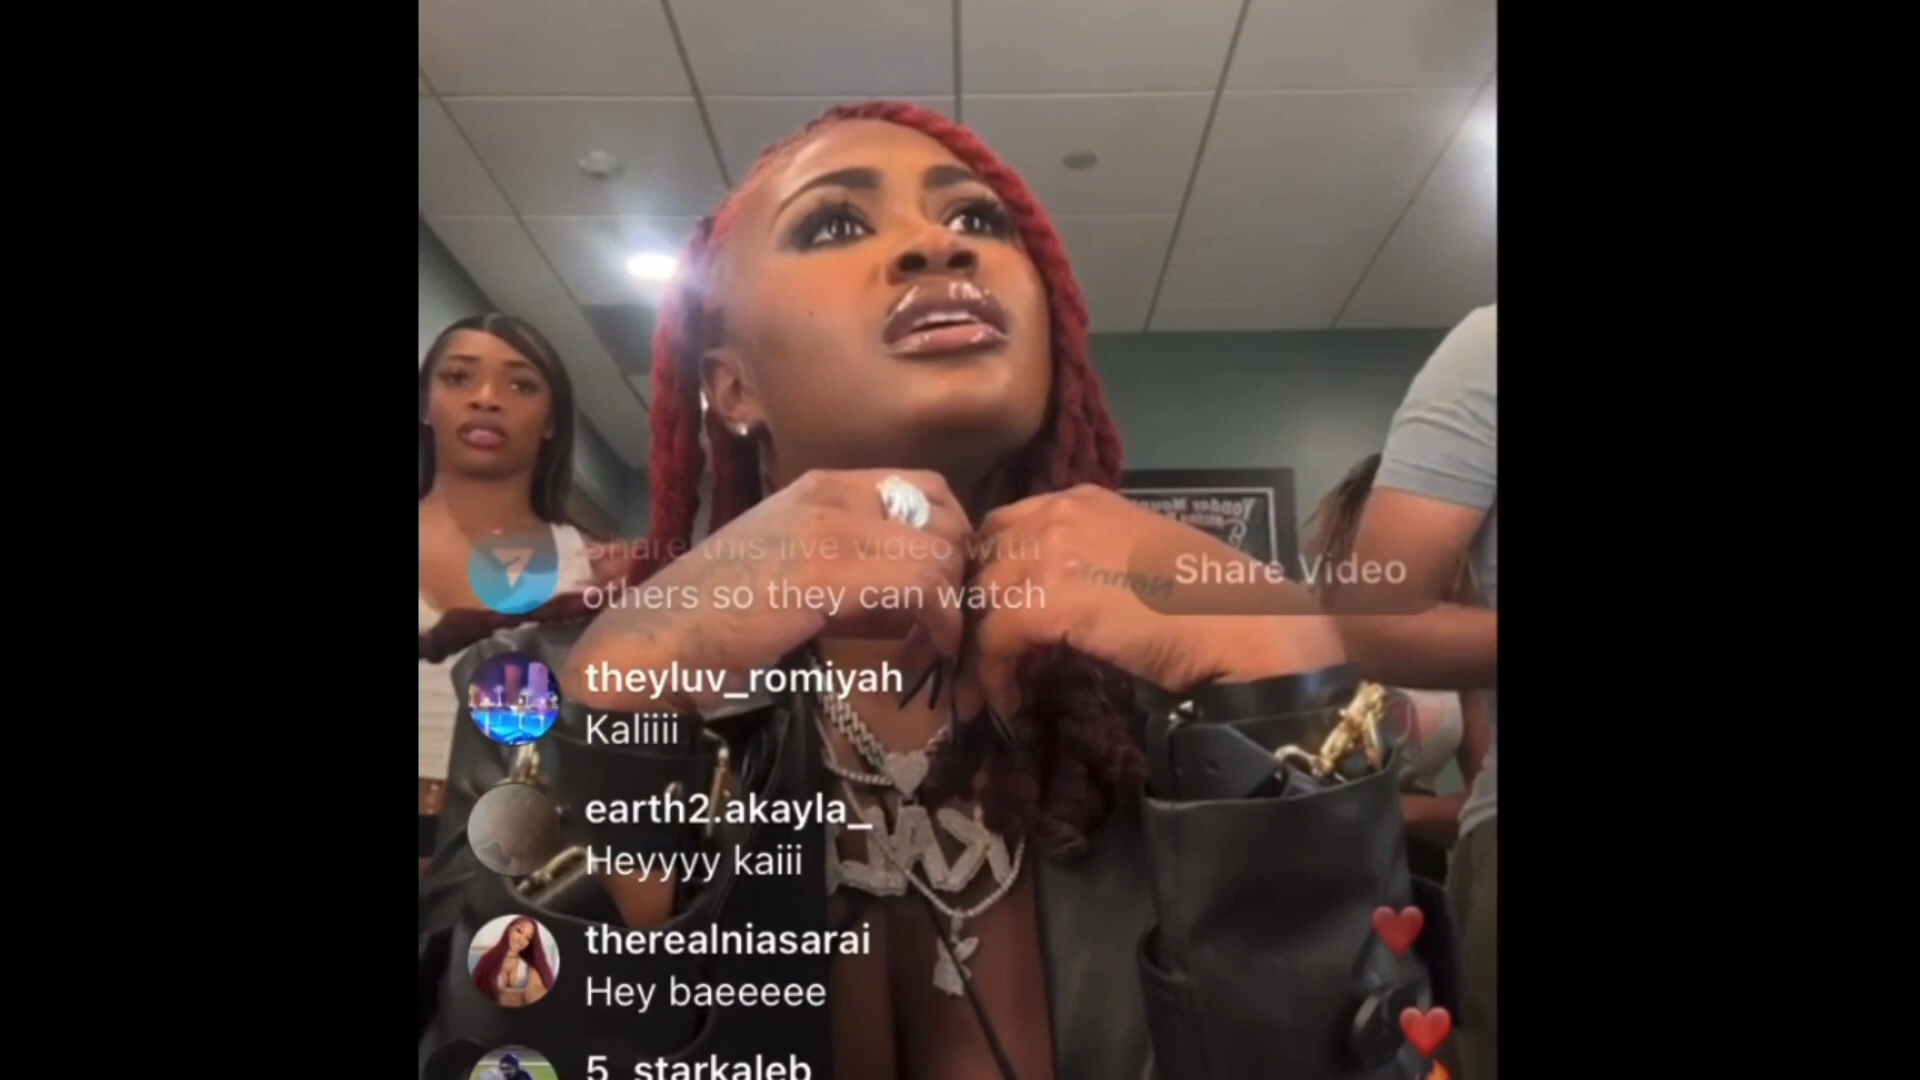 Share this live video with
others so they can watch
Share Video
theyluv_romiyah
Kaliiii
earth2.akayla_
Heyyyy kaiii
therealniasarai
Hey baeeeee
5_starkaleb
KALI